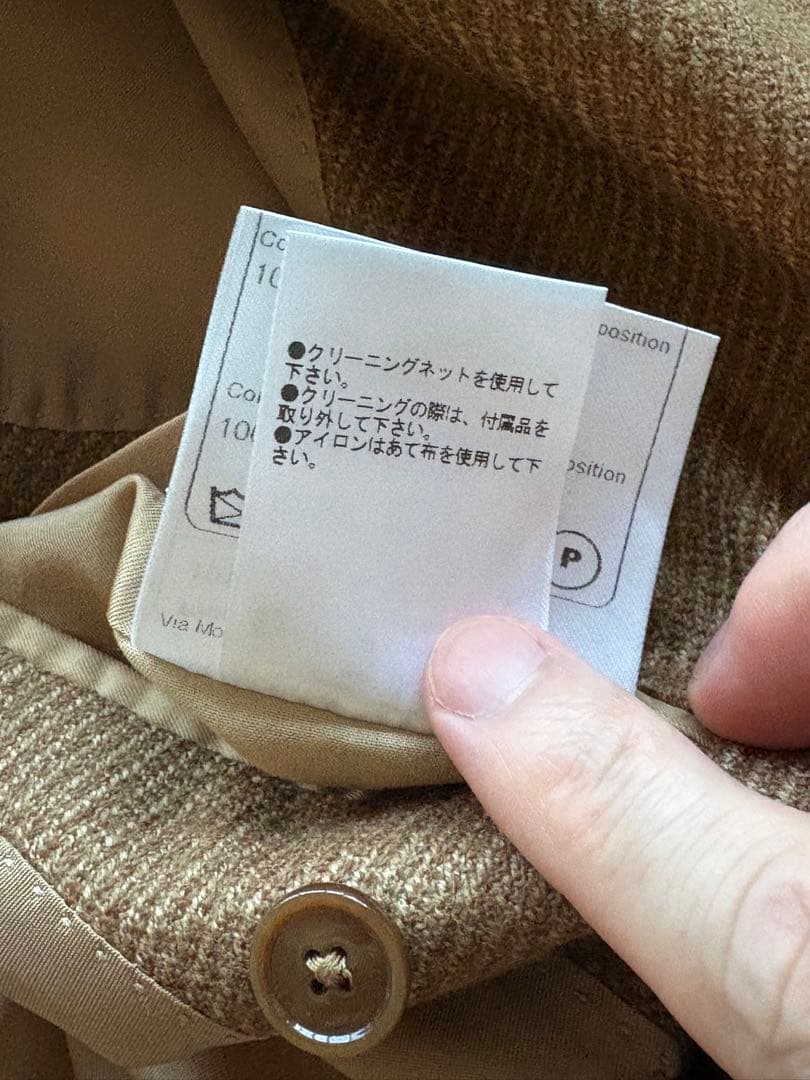 ●クリーニングネットを使用して
下さい。
●クリーニングの際は、付属品を
取り外して下さい。
●アイロンはあて布を使用して下
さい。
P
Via